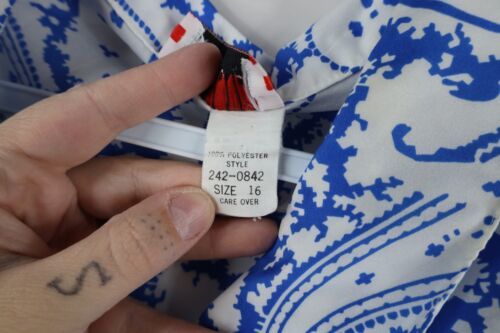 100% POLYESTER
STYLE
242-0842
SIZE 16
CARE OVER
S